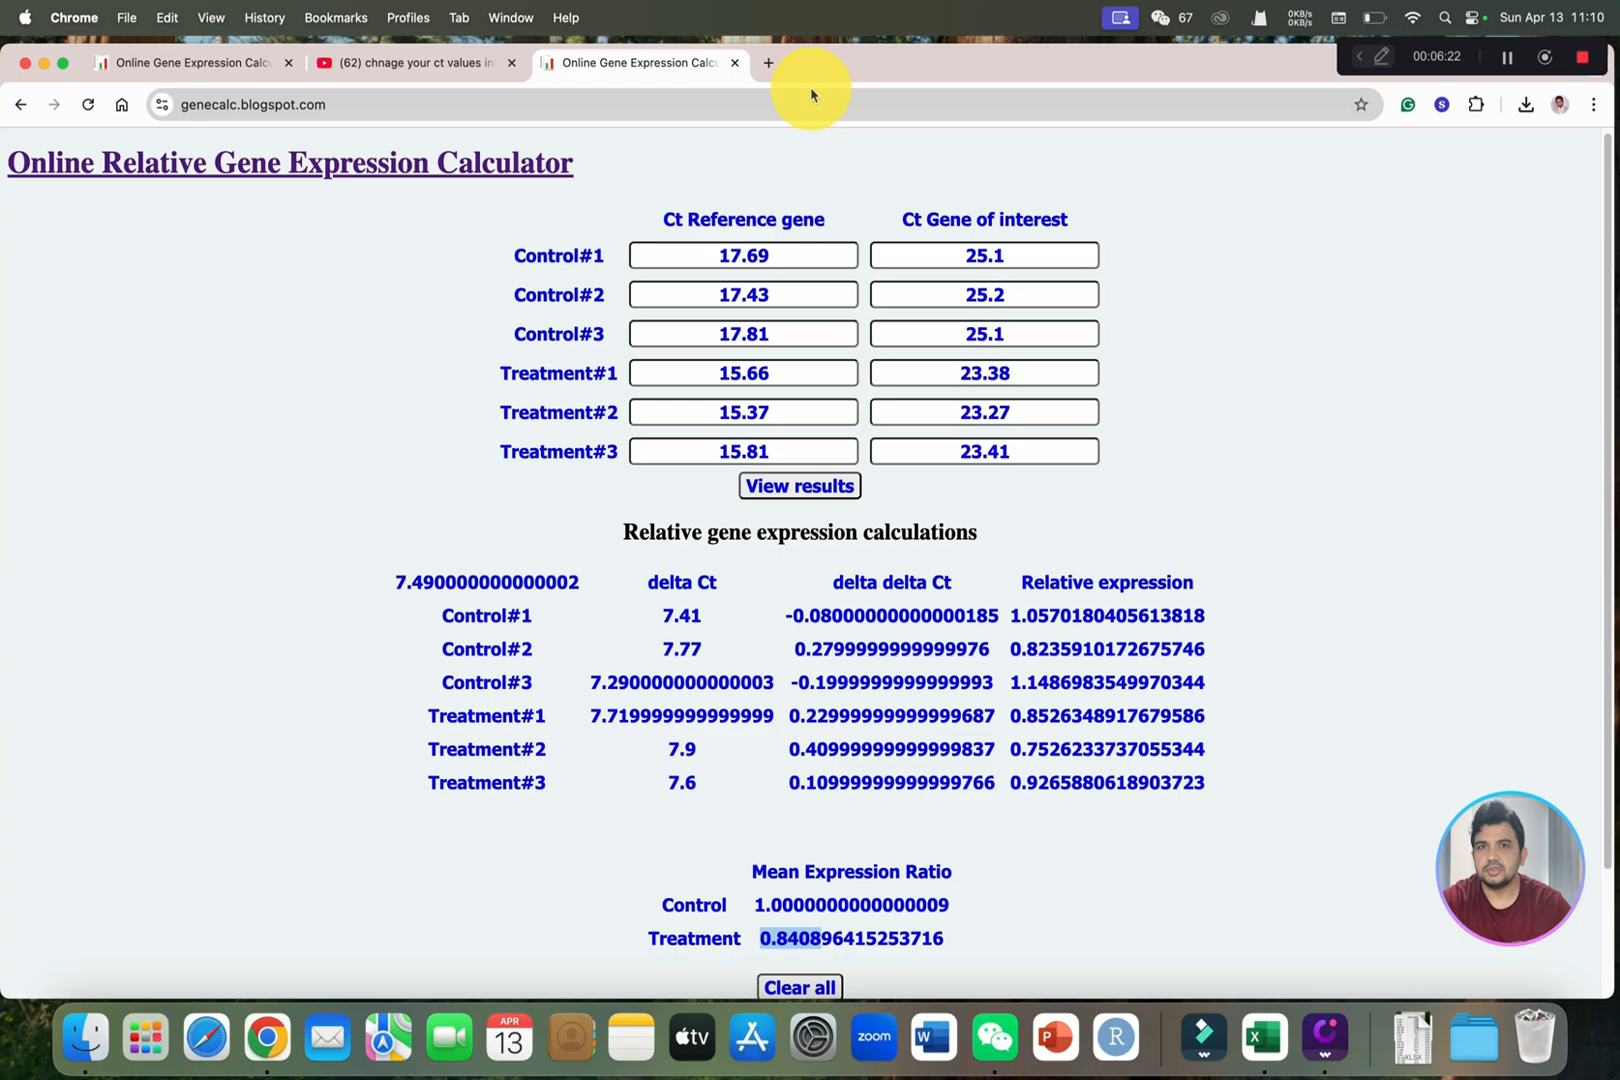 Chrome File Edit View History Bookmarks Profiles Tab Window Help 67 0KB/s 0KB/s Sun Apr 13 11:10
Online Gene Expression Calcu (62) chnage your ct values in Online Gene Expression Calcu 00:06:22
genecalc.blogspot.com
Online Relative Gene Expression Calculator
Ct Reference gene Ct Gene of interest
Control#1 17.69 25.1
Control#2 17.43 25.2
Control#3 17.81 25.1
Treatment#1 15.66 23.38
Treatment#2 15.37 23.27
Treatment#3 15.81 23.41
View results
Relative gene expression calculations
7.490000000000002 delta Ct delta delta Ct Relative expression
Control#1 7.41 -0.08000000000000185 1.0570180405613818
Control#2 7.77 0.2799999999999976 0.8235910172675746
Control#3 7.290000000000003 -0.1999999999999993 1.1486983549970344
Treatment#1 7.719999999999999 0.22999999999999687 0.8526348917679586
Treatment#2 7.9 0.40999999999999837 0.7526233737055344
Treatment#3 7.6 0.10999999999999766 0.9265880618903723
Mean Expression Ratio
Control 1.0000000000000009
Treatment 0.840896415253716
Clear all
APR
13
tv
zoom
W
P
R
XLSX